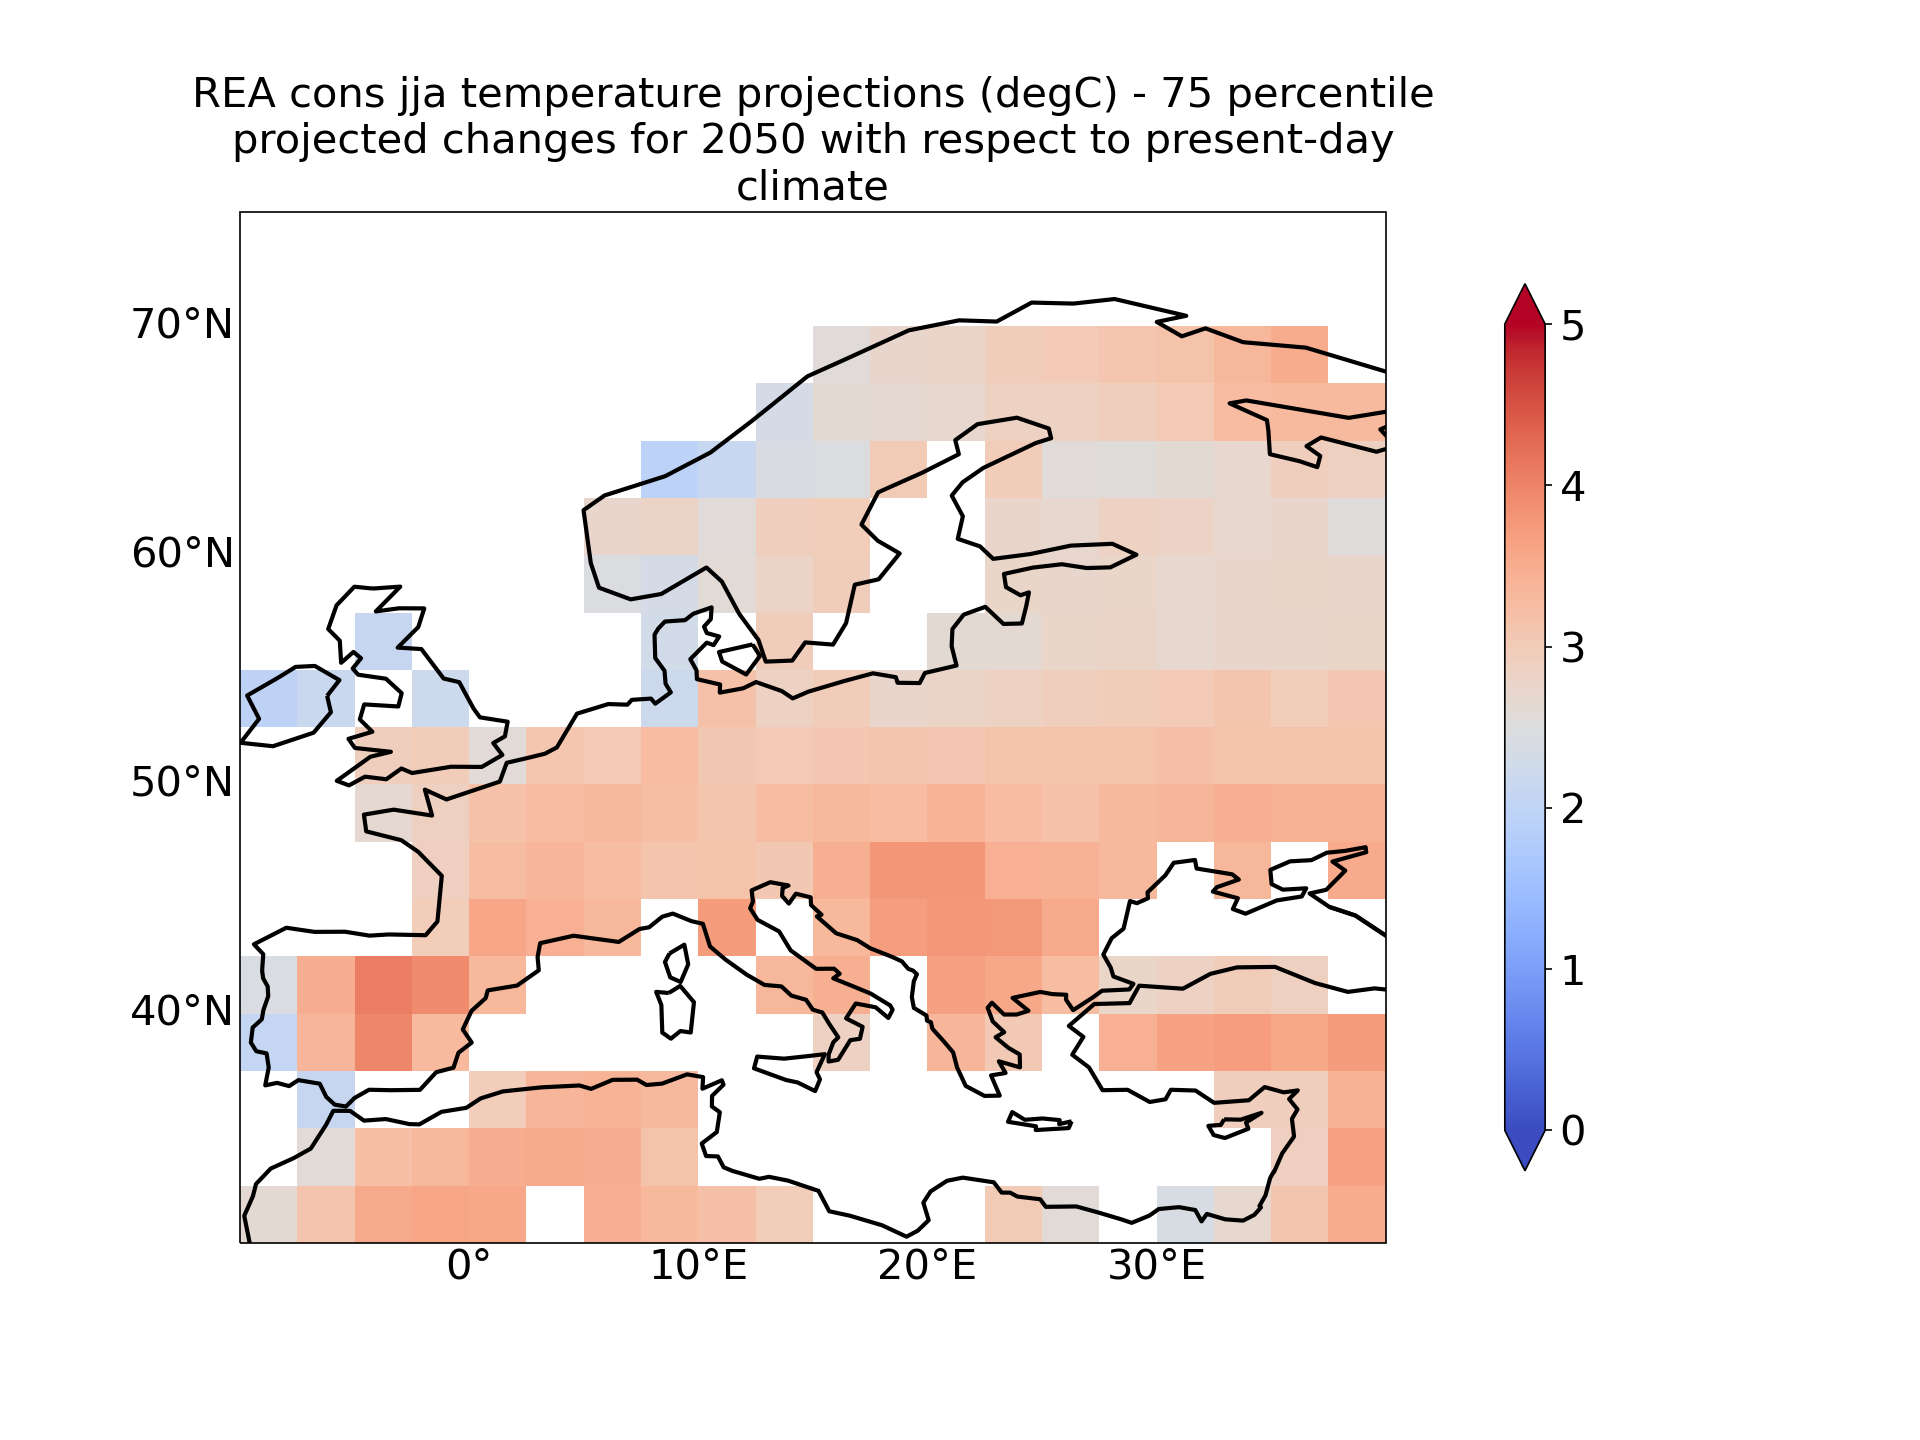 REA cons jja temperature projections (degC) - 75 percentile
projected changes for 2050 with respect to present-day
climate
70°N
60°N
50°N
40°N
0°
10°E
20°E
30°E
5
4
3
2
1
0